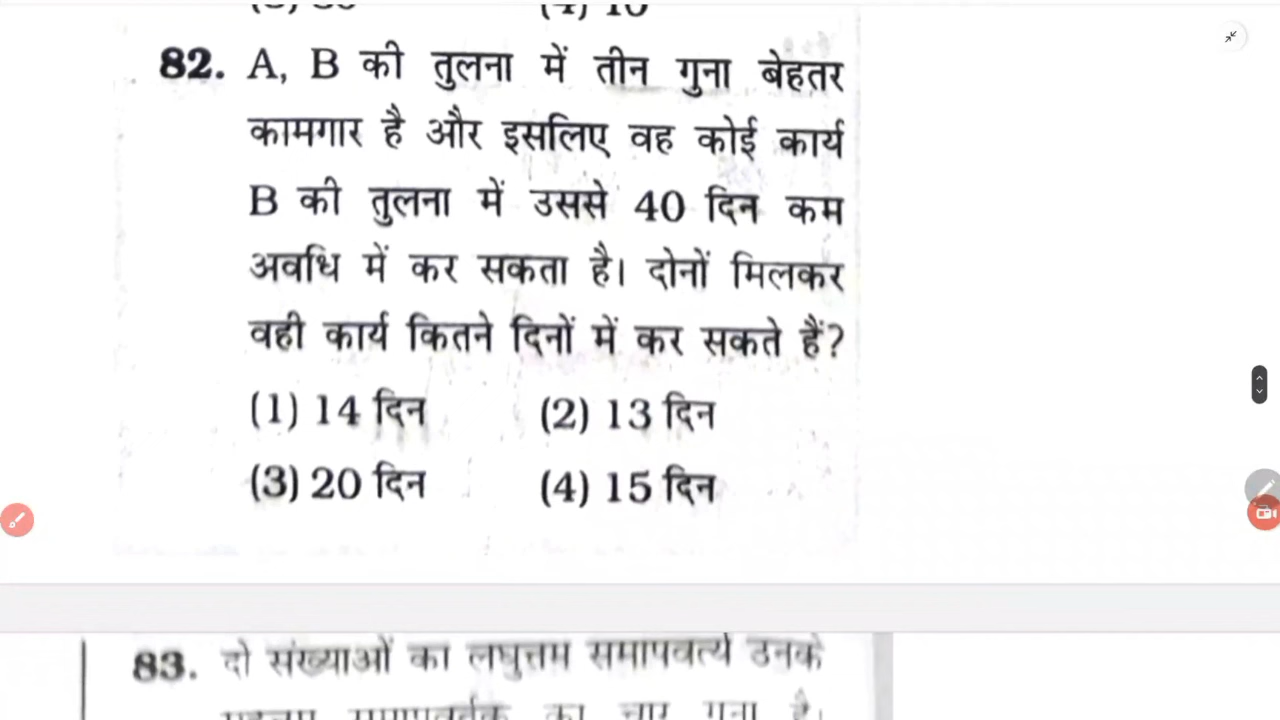 82. A, B की तुलना में तीन गुना बेहतर
कामगार है और इसलिए वह कोई कार्य
B की तुलना में उससे 40 दिन कम
अवधि में कर सकता है। दोनों मिलकर
वही कार्य कितने दिनों में कर सकते हैं?
(1) 14 दिन (2) 13 दिन
(3) 20 दिन (4) 15 दिन
83. दो संख्याओं का लघुत्तम समापवर्त्य उनके